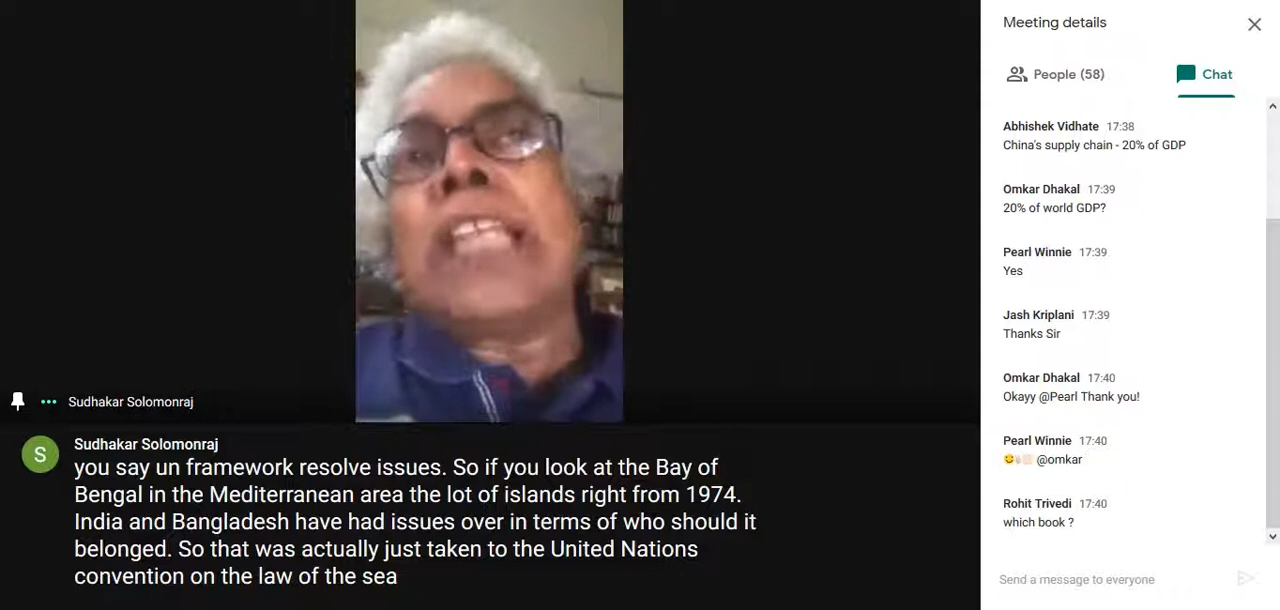 Sudhakar Solomonraj
S
Sudhakar Solomonraj
you say un framework resolve issues. So if you look at the Bay of
Bengal in the Mediterranean area the lot of islands right from 1974.
India and Bangladesh have had issues over in terms of who should it
belonged. So that was actually just taken to the United Nations
convention on the law of the sea
Meeting details
People (58)
Chat
Abhishek Vidhate 17:38
China's supply chain - 20% of GDP
Omkar Dhakal 17:39
20% of world GDP?
Pearl Winnie 17:39
Yes
Jash Kriplani 17:39
Thanks Sir
Omkar Dhakal 17:40
Okayy @Pearl Thank you!
Pearl Winnie 17:40
@omkar
Rohit Trivedi 17:40
which book ?
Send a message to everyone